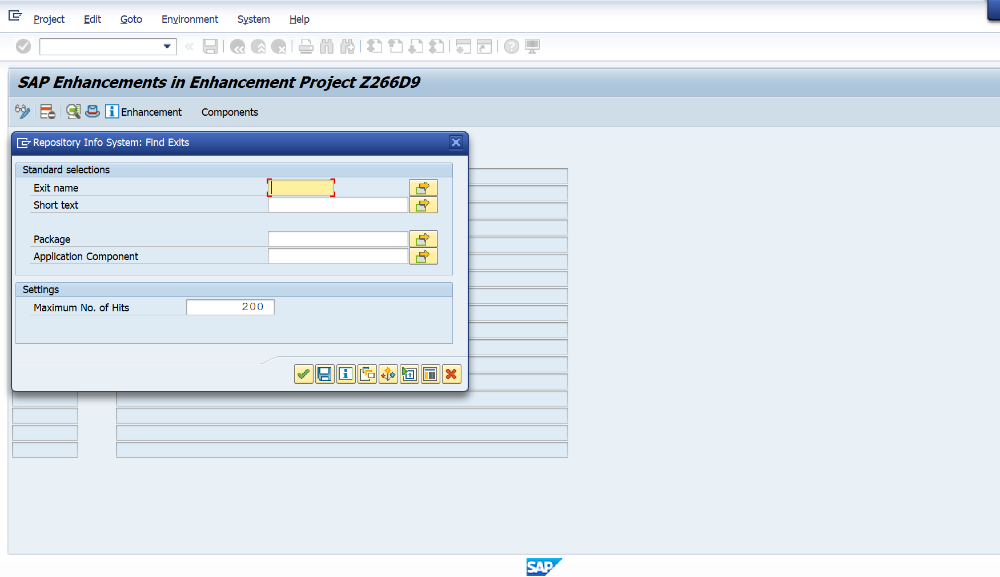 Project Edit Goto Environment System Help
SAP Enhancements in Enhancement Project Z266D9
Enhancement Components
Repository Info System: Find Exits
Standard selections
Exit name
Short text
Package
Application Component
Settings
Maximum No. of Hits 200
SAP